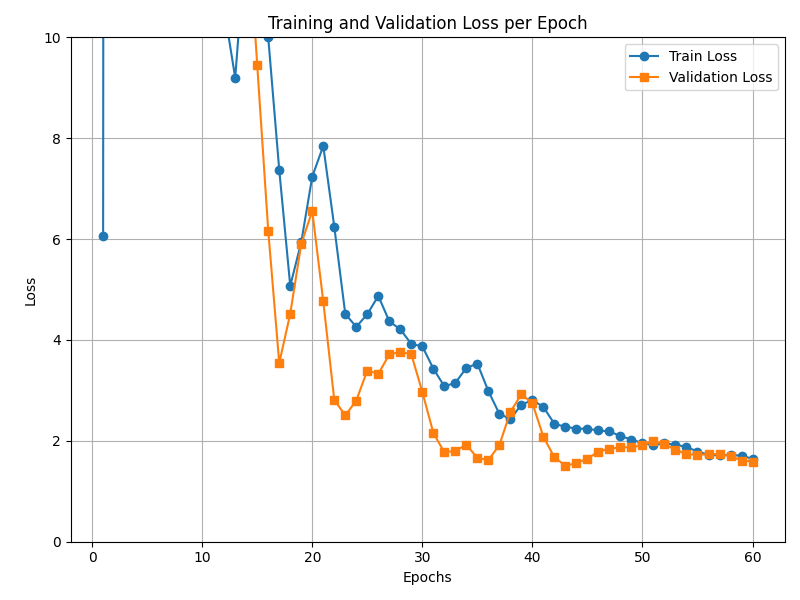 Training and Validation Loss per Epoch
Train Loss
Validation Loss
Loss
10
8
6
4
2
0
0 10 20 30 40 50 60
Epochs